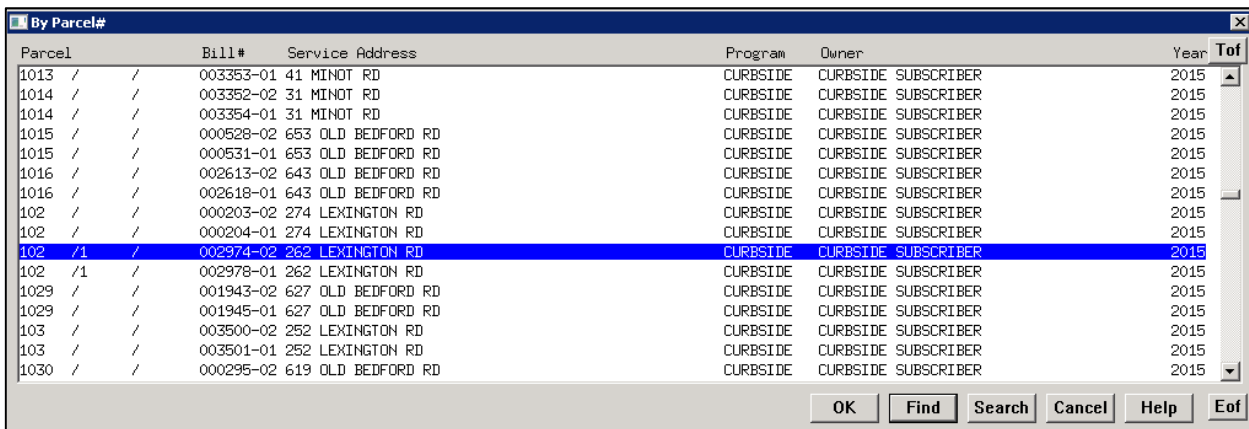 By Parcel#
Parcel Bill# Service Address Program Owner Year Tof
1013 / / 003353-01 41 MINOT RD CURBSIDE CURBSIDE SUBSCRIBER 2015
1014 / / 003352-02 31 MINOT RD CURBSIDE CURBSIDE SUBSCRIBER 2015
1014 / / 003354-01 31 MINOT RD CURBSIDE CURBSIDE SUBSCRIBER 2015
1015 / / 000528-02 653 OLD BEDFORD RD CURBSIDE CURBSIDE SUBSCRIBER 2015
1015 / / 000531-01 653 OLD BEDFORD RD CURBSIDE CURBSIDE SUBSCRIBER 2015
1016 / / 002613-02 643 OLD BEDFORD RD CURBSIDE CURBSIDE SUBSCRIBER 2015
1016 / / 002618-01 643 OLD BEDFORD RD CURBSIDE CURBSIDE SUBSCRIBER 2015
102 / / 000203-02 274 LEXINGTON RD CURBSIDE CURBSIDE SUBSCRIBER 2015
102 / / 000204-01 274 LEXINGTON RD CURBSIDE CURBSIDE SUBSCRIBER 2015
102 /1 / 002974-02 262 LEXINGTON RD CURBSIDE CURBSIDE SUBSCRIBER 2015
102 /1 / 002978-01 262 LEXINGTON RD CURBSIDE CURBSIDE SUBSCRIBER 2015
1029 / / 001943-02 627 OLD BEDFORD RD CURBSIDE CURBSIDE SUBSCRIBER 2015
1029 / / 001945-01 627 OLD BEDFORD RD CURBSIDE CURBSIDE SUBSCRIBER 2015
103 / / 003500-02 252 LEXINGTON RD CURBSIDE CURBSIDE SUBSCRIBER 2015
103 / / 003501-01 252 LEXINGTON RD CURBSIDE CURBSIDE SUBSCRIBER 2015
1030 / / 000295-02 619 OLD BEDFORD RD CURBSIDE CURBSIDE SUBSCRIBER 2015
OK Find Search Cancel Help Eof